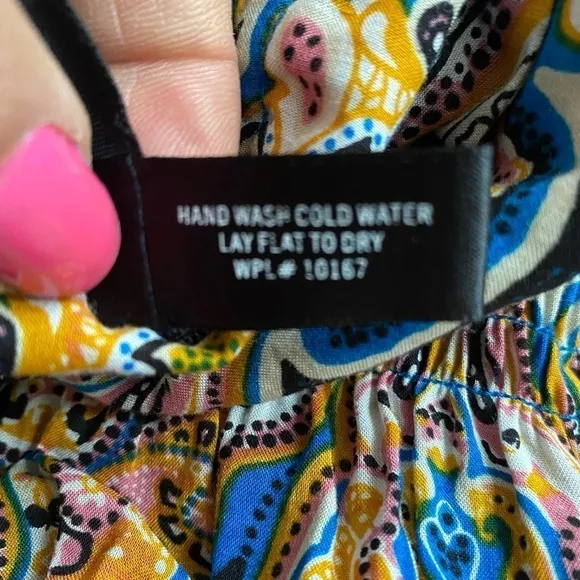 HAND WASH COLD WATER
LAY FLAT TO DRY
WPL# 10167